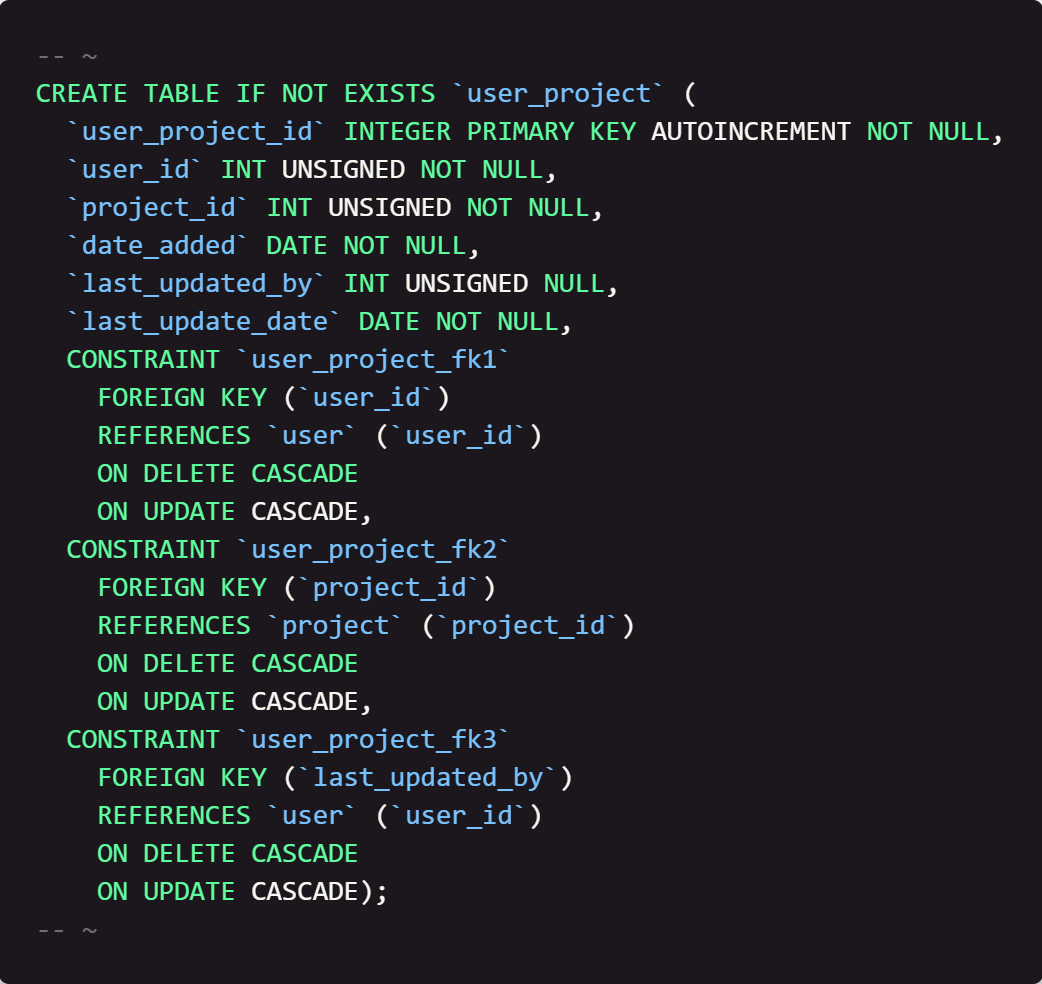 -- ~
CREATE TABLE IF NOT EXISTS `user_project` (
  `user_project_id` INTEGER PRIMARY KEY AUTOINCREMENT NOT NULL,
  `user_id` INT UNSIGNED NOT NULL,
  `project_id` INT UNSIGNED NOT NULL,
  `date_added` DATE NOT NULL,
  `last_updated_by` INT UNSIGNED NULL,
  `last_update_date` DATE NOT NULL,
  CONSTRAINT `user_project_fk1`
    FOREIGN KEY (`user_id`)
    REFERENCES `user` (`user_id`)
    ON DELETE CASCADE
    ON UPDATE CASCADE,
  CONSTRAINT `user_project_fk2`
    FOREIGN KEY (`project_id`)
    REFERENCES `project` (`project_id`)
    ON DELETE CASCADE
    ON UPDATE CASCADE,
  CONSTRAINT `user_project_fk3`
    FOREIGN KEY (`last_updated_by`)
    REFERENCES `user` (`user_id`)
    ON DELETE CASCADE
    ON UPDATE CASCADE);
-- ~